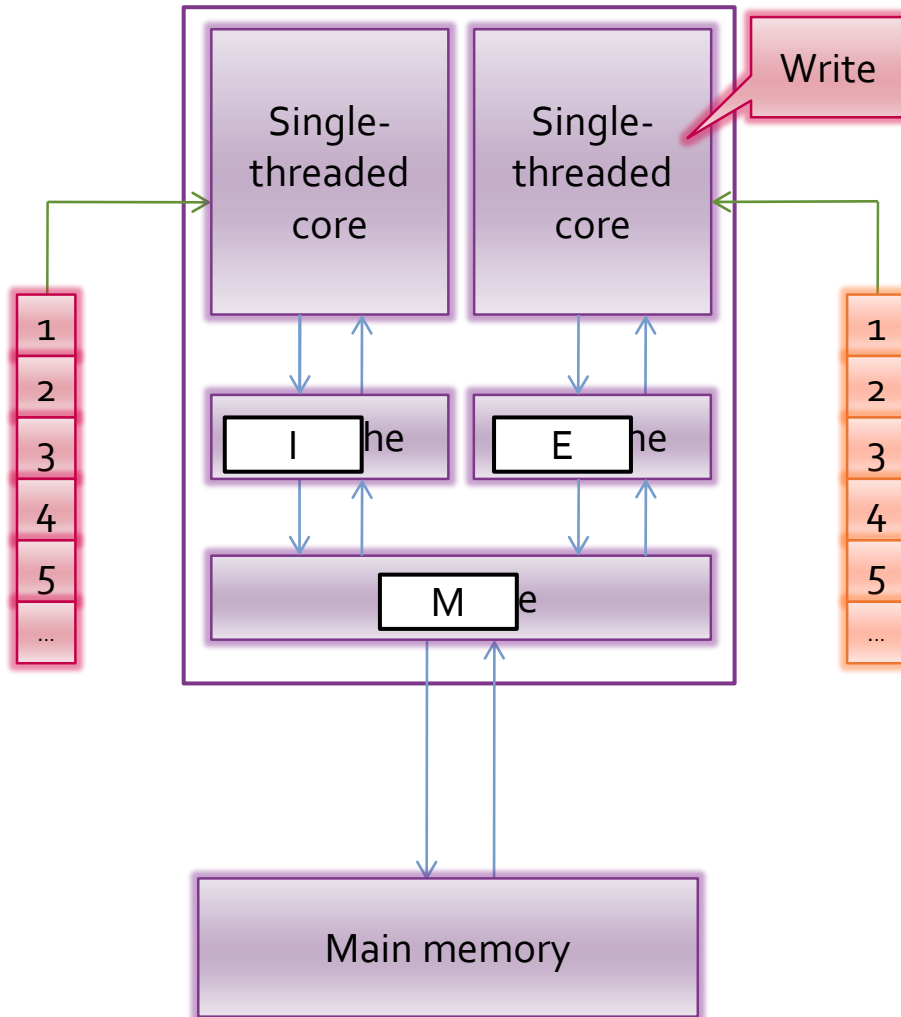 Write
Single-
threaded
core
Single-
threaded
core
1
2
3
4
5
...
1
2
3
4
5
...
I he
E he
M e
Main memory